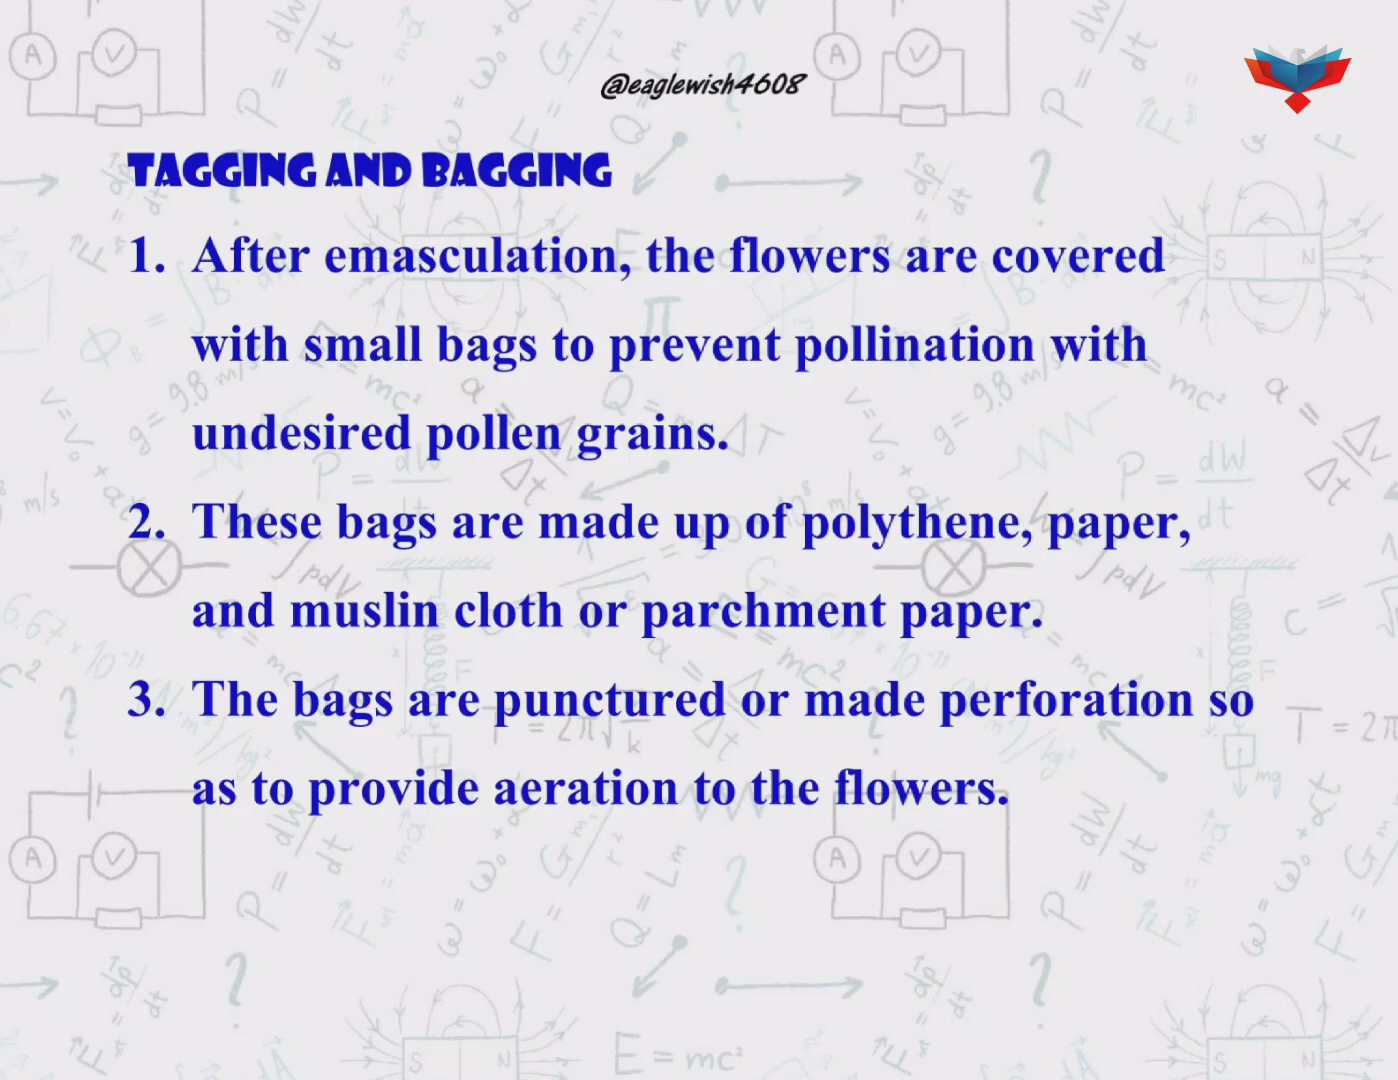 @eaglewish4608
TAGGING AND BAGGING
1. After emasculation, the flowers are covered
with small bags to prevent pollination with
undesired pollen grains.
2. These bags are made up of polythene, paper,
and muslin cloth or parchment paper.
3. The bags are punctured or made perforation so
as to provide aeration to the flowers.